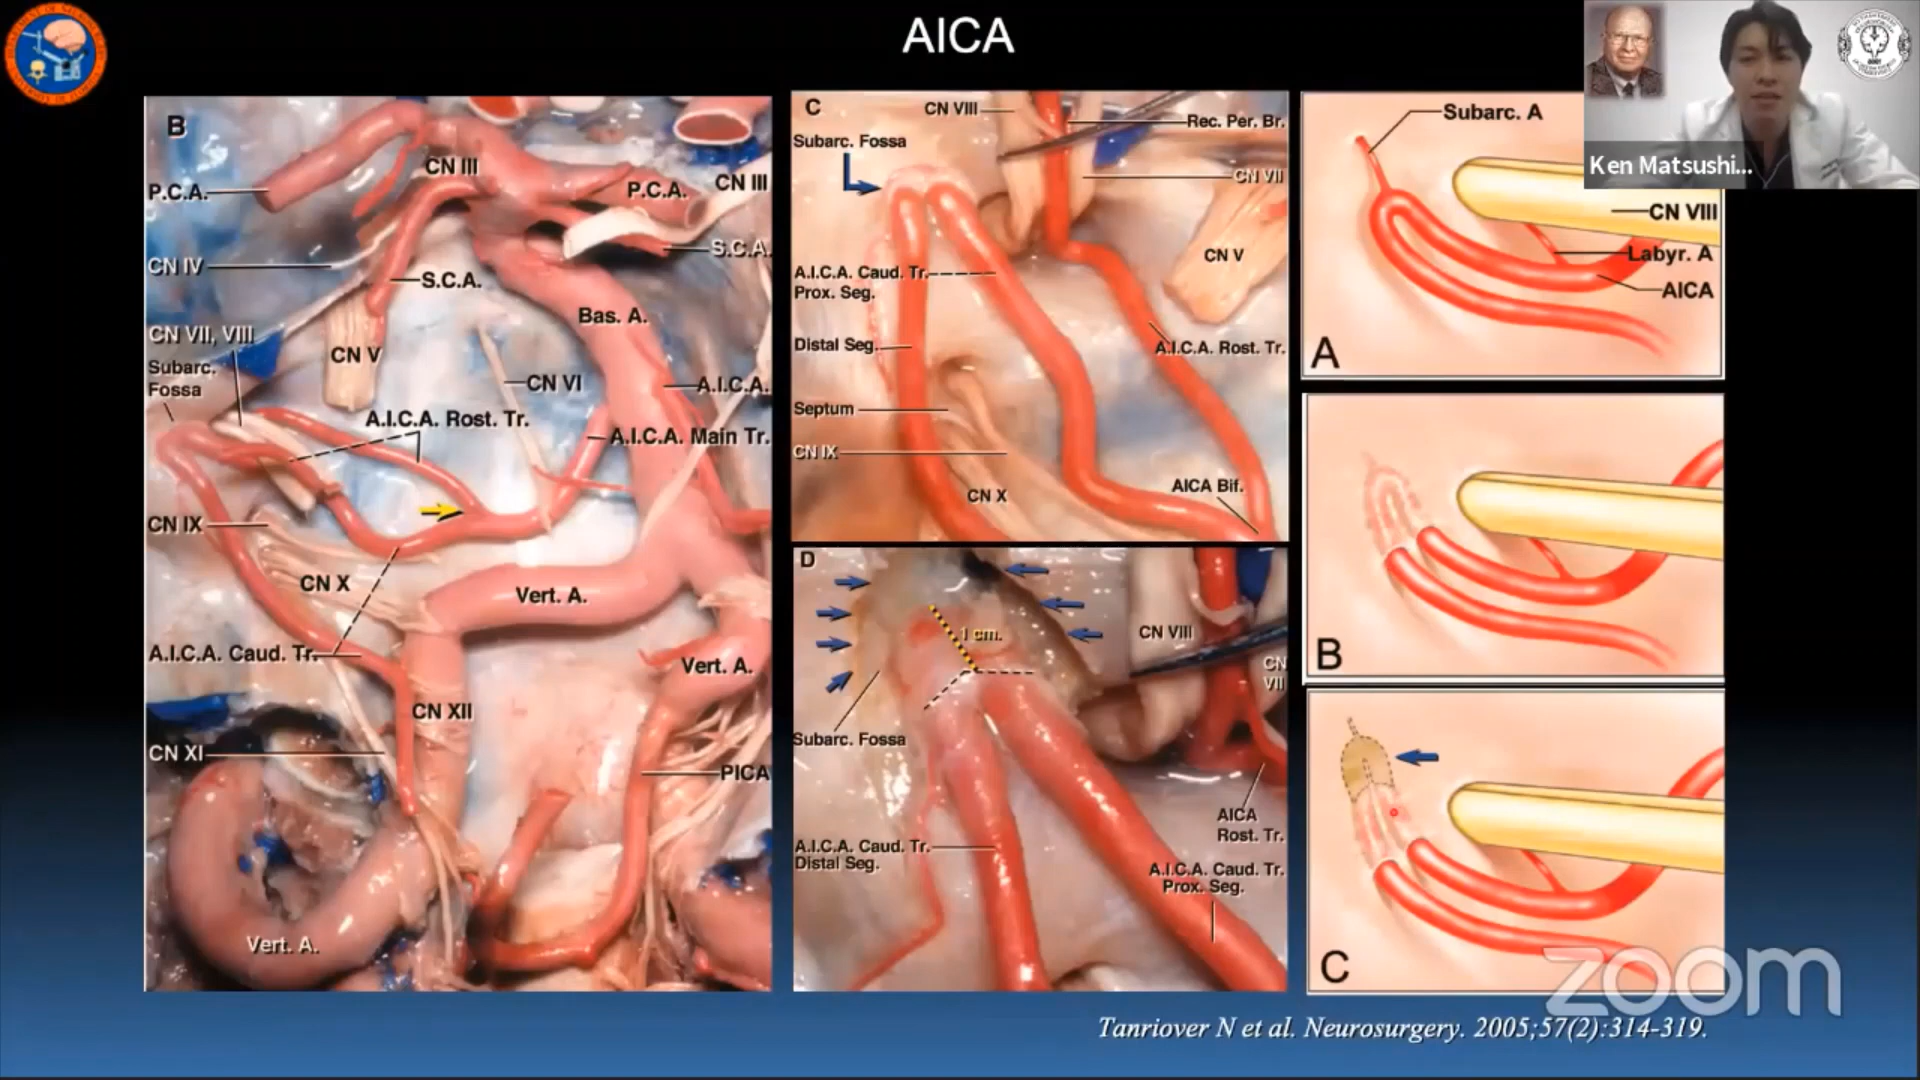 AICA
Ken Matsushi...
B
CN III
P.C.A.
P.C.A.
CN III
S.C.A.
CN IV
S.C.A.
Bas. A.
CN VII, VIII
CN V
Subarc.
Fossa
CN VI
A.I.C.A.
A.I.C.A. Rost. Tr.
A.I.C.A. Main Tr.
CN IX
CN X
Vert. A.
A.I.C.A. Caud. Tr.
Vert. A.
CN XII
CN XI
PICA
Vert. A.
C
CN VIII
Rec. Per. Br.
Subarc. Fossa
CN VII
CN V
A.I.C.A. Caud. Tr.
Prox. Seg.
Distal Seg.
A.I.C.A. Rost. Tr.
Septum
CN IX
AICA Bif.
CN X
D
1 cm.
CN VIII
CN
VII
Subarc. Fossa
AICA
Rost. Tr.
A.I.C.A. Caud. Tr.
Distal Seg.
A.I.C.A. Caud. Tr.
Prox. Seg.
Subarc. A
CN VIII
Labyr. A
AICA
A
B
C
zoom
Tanriover N et al. Neurosurgery. 2005;57(2):314-319.